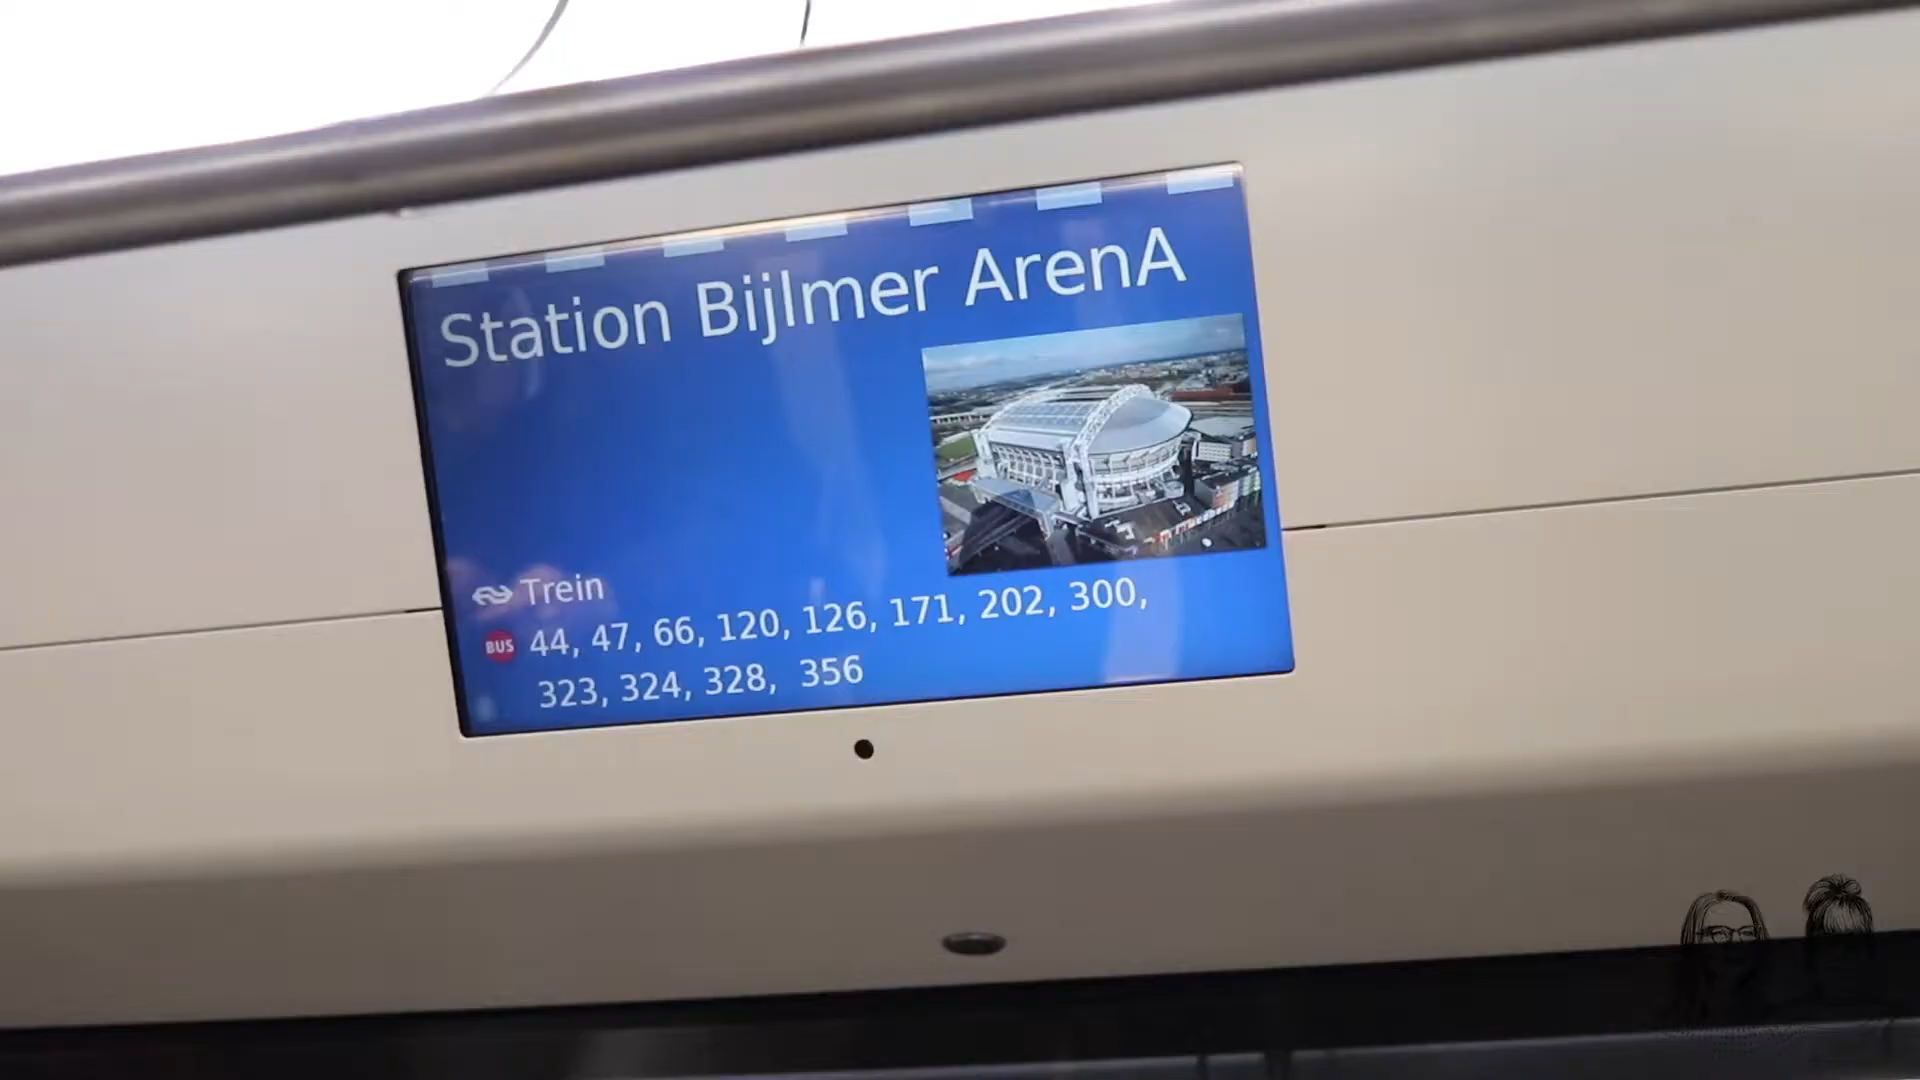 Station Bijlmer ArenA
Trein
BUS 44, 47, 66, 120, 126, 171, 202, 300,
323, 324, 328, 356